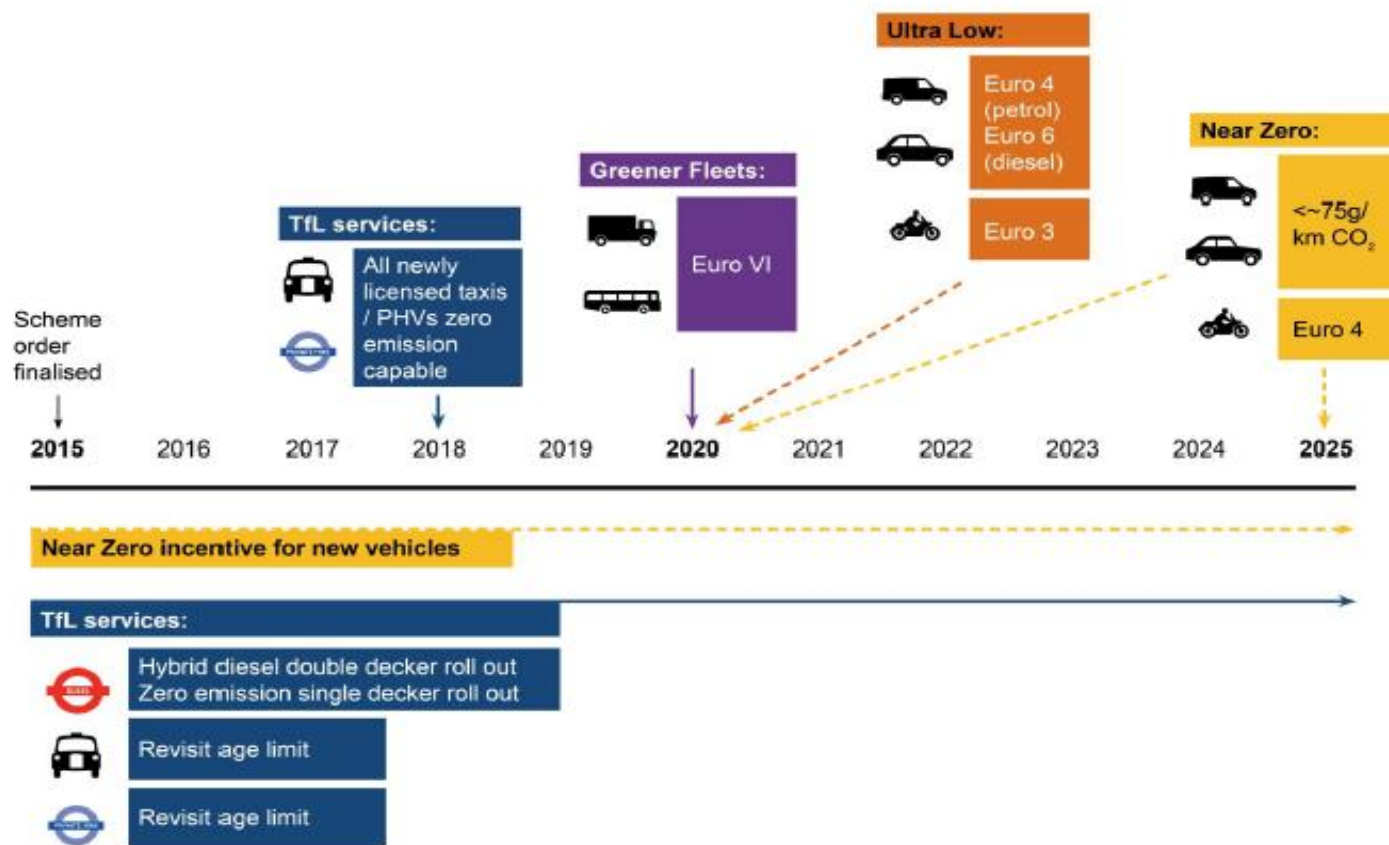 Ultra Low:
Euro 4
(petrol)
Euro 6
(diesel)
Euro 3
Near Zero:
<~75g/
km CO₂
Euro 4
Greener Fleets:
Euro VI
TfL services:
All newly
licensed taxis
/ PHVs zero
emission
capable
Scheme
order
finalised
2015 2016 2017 2018 2019 2020 2021 2022 2023 2024 2025
Near Zero incentive for new vehicles
TfL services:
Hybrid diesel double decker roll out
Zero emission single decker roll out
Revisit age limit
Revisit age limit